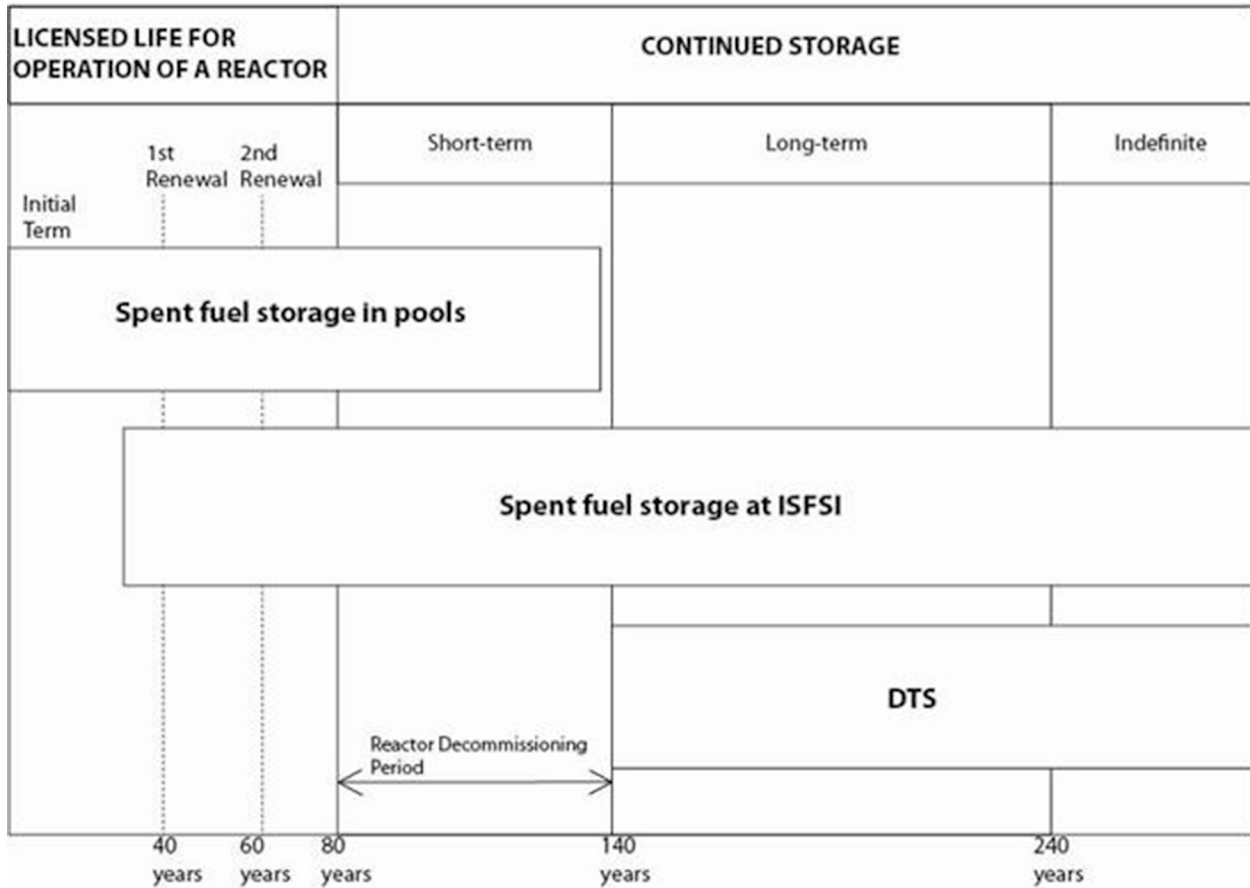 LICENSED LIFE FOR
OPERATION OF A REACTOR
CONTINUED STORAGE
Short-term
Long-term
Indefinite
1st
Renewal
2nd
Renewal
Initial
Term
Spent fuel storage in pools
Spent fuel storage at ISFSI
DTS
Reactor Decommissioning
Period
40
years
60
years
80
years
140
years
240
years